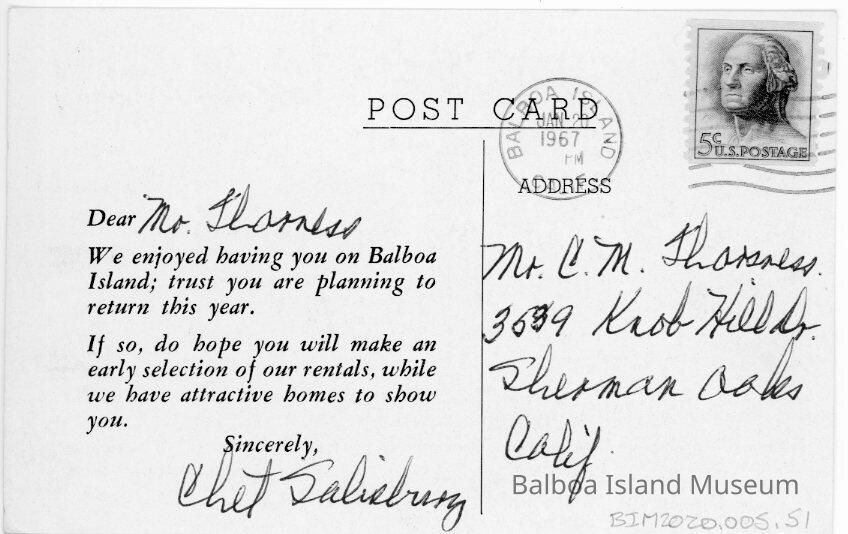 POST CARD
BALBOA ISLAND
JAN 20
1967
PM
5c
U.S. POSTAGE
ADDRESS
Dear Mr. Thorness
We enjoyed having you on Balboa
Island; trust you are planning to
return this year.
If so, do hope you will make an
early selection of our rentals, while
we have attractive homes to show
you.
Sincerely,
Chet Salisbury
Mr. C. M. Thorsness.
3539 Knob Hill Dr.
Sherman Oaks
Calif.
Balboa Island Museum
BIM2020.005.51